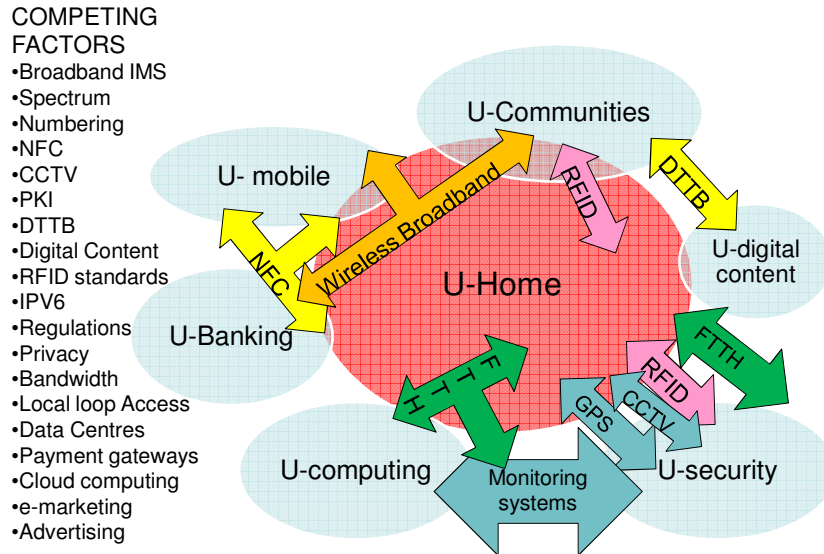 COMPETING
FACTORS
•Broadband IMS
•Spectrum
•Numbering
•NFC
•CCTV
•PKI
•DTTB
•Digital Content
•RFID standards
•IPV6
•Regulations
•Privacy
•Bandwidth
•Local loop Access
•Data Centres
•Payment gateways
•Cloud computing
•e-marketing
•Advertising
U-Communities
U- mobile
Wireless Broadband
RFID
DTTB
NFC
U-Home
U-digital
content
U-Banking
FTTH
FTTH
RFID
CCTV
GPS
U-computing
Monitoring
systems
U-security